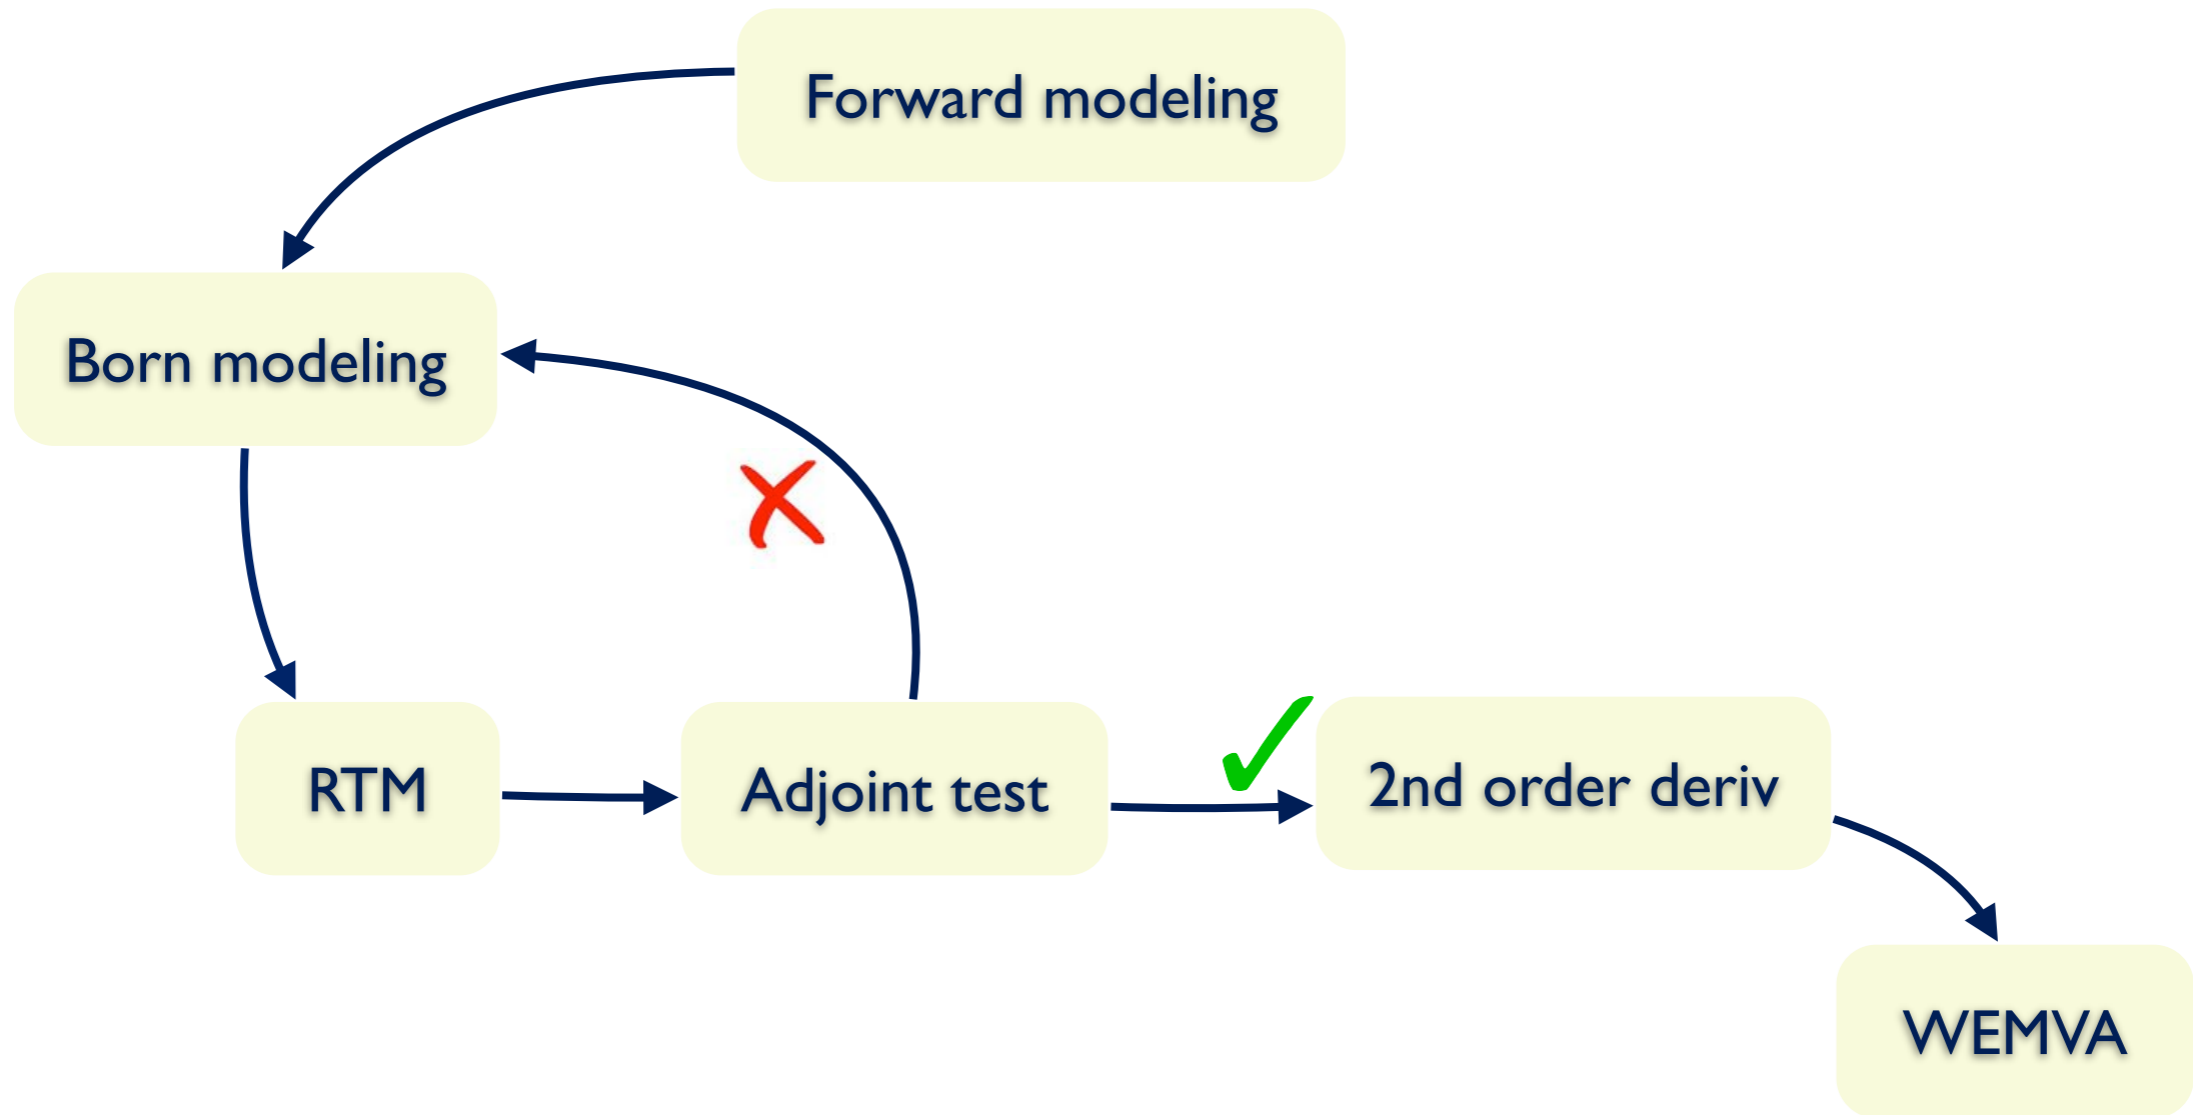 Forward modeling
Born modeling
RTM
Adjoint test
2nd order deriv
WEMVA